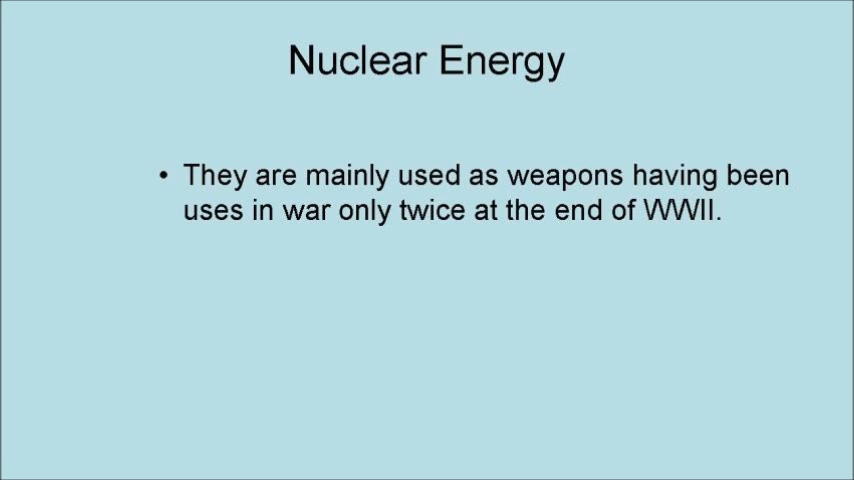 Nuclear Energy
• They are mainly used as weapons having been
uses in war only twice at the end of WWII.